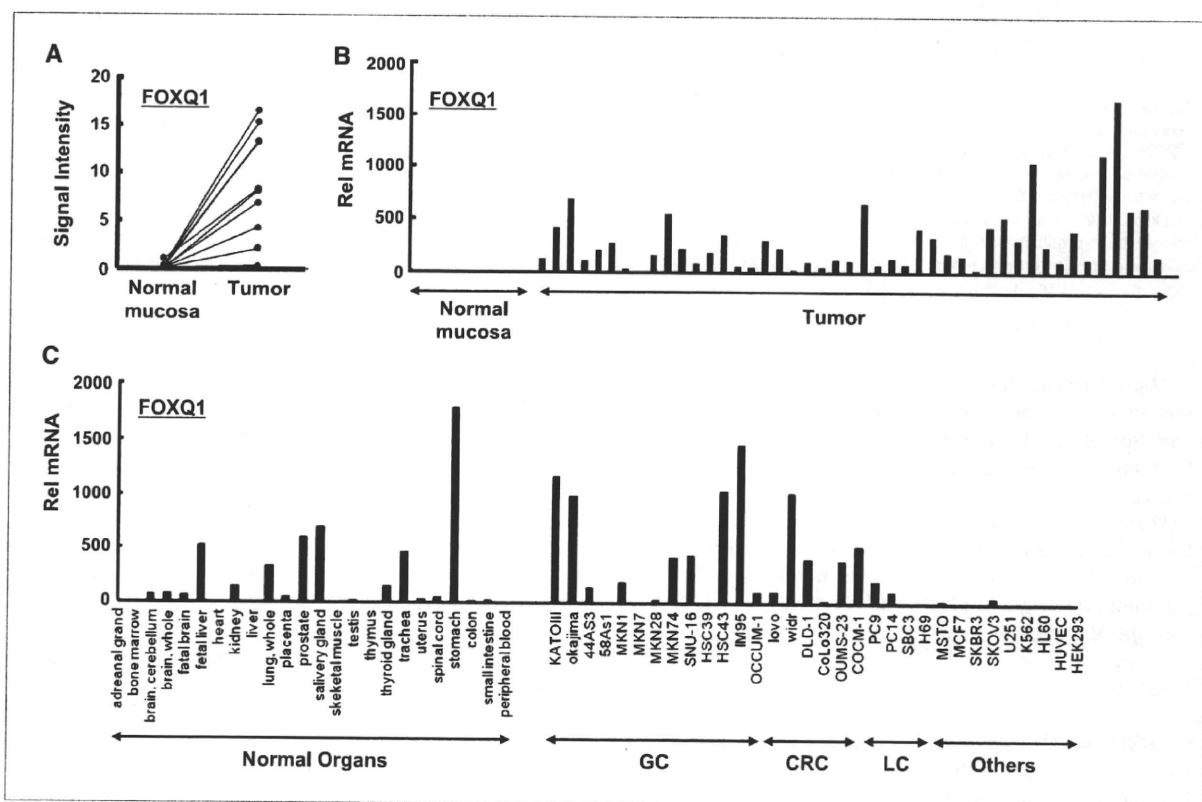 A
20
15
10
5
0
FOXQ1
Signal Intensity
Normal
mucosa
Tumor
B
2000
1500
1000
500
0
FOXQ1
Rel mRNA
Normal
mucosa
Tumor
C
2000
1500
1000
500
0
FOXQ1
Rel mRNA
adreanal grand
bone marrow
brain. cerebellum
brain. whole
fatal brain
fetal liver
heart
kidney
liver
lung. whole
placenta
prostate
salivery gland
skeketal muscle
testis
thymus
thyroid gland
trachea
uterus
spinal cord
stomach
colon
small intestine
peripheral blood
KATOIII
okajima
44AS3
58As1
MKN1
MKN7
MKN28
MKN74
SNU-16
HSC39
HSC43
IM95
OCCUM-1
lovo
widr
DLD-1
CoLo320
OUMS-23
COCM-1
PC9
PC14
SBC3
H69
MSTO
MCF7
SKBR3
SKOV3
U251
K562
HL60
HUVEC
HEK293
Normal Organs
GC
CRC
LC
Others